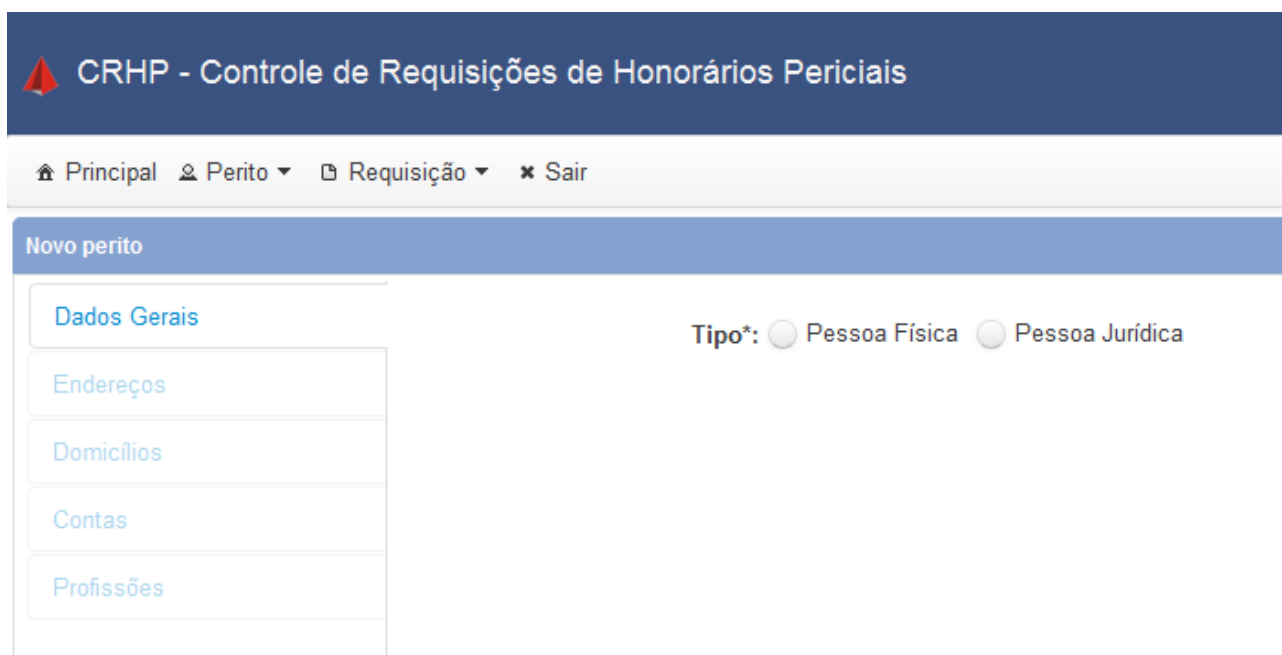 CRHP - Controle de Requisições de Honorários Periciais
Principal Perito Requisição Sair
Novo perito
Dados Gerais
Tipo*: Pessoa Física Pessoa Jurídica
Endereços
Domicílios
Contas
Profissões